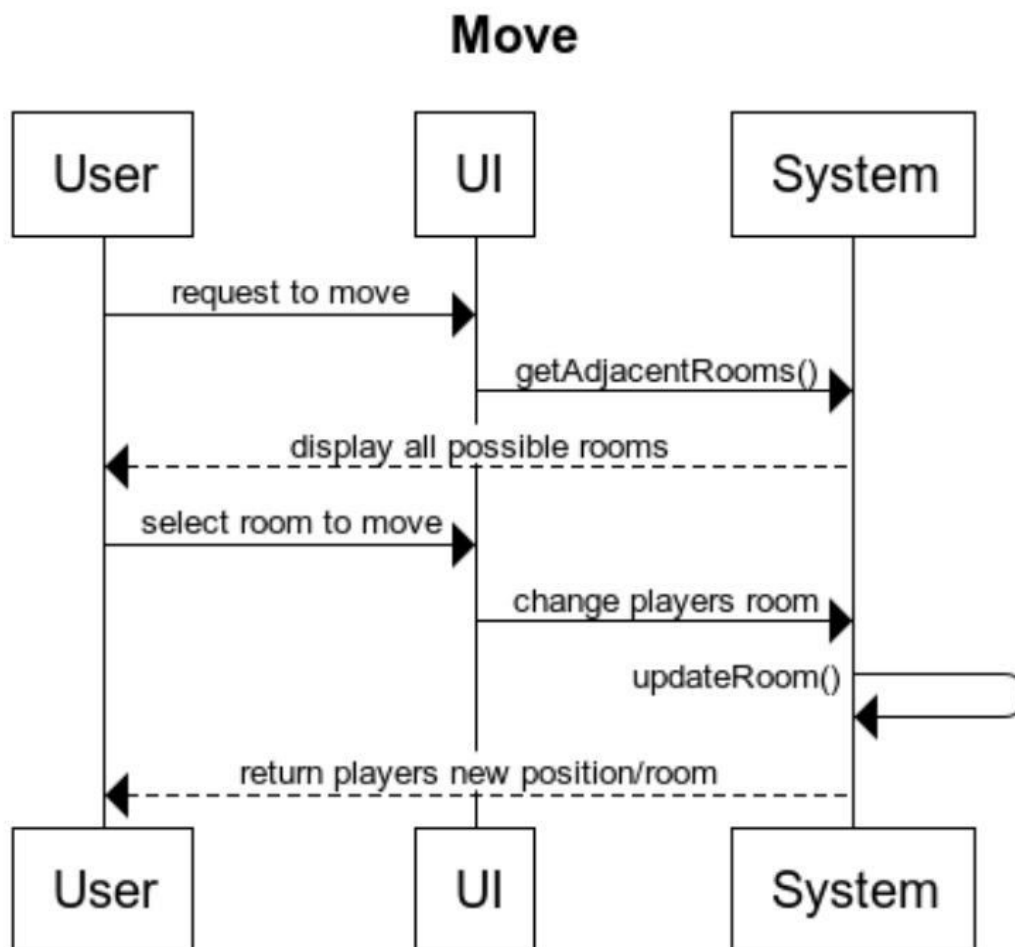 Move
User
UI
System
request to move
getAdjacentRooms()
display all possible rooms
select room to move
change players room
updateRoom()
return players new position/room
User
UI
System